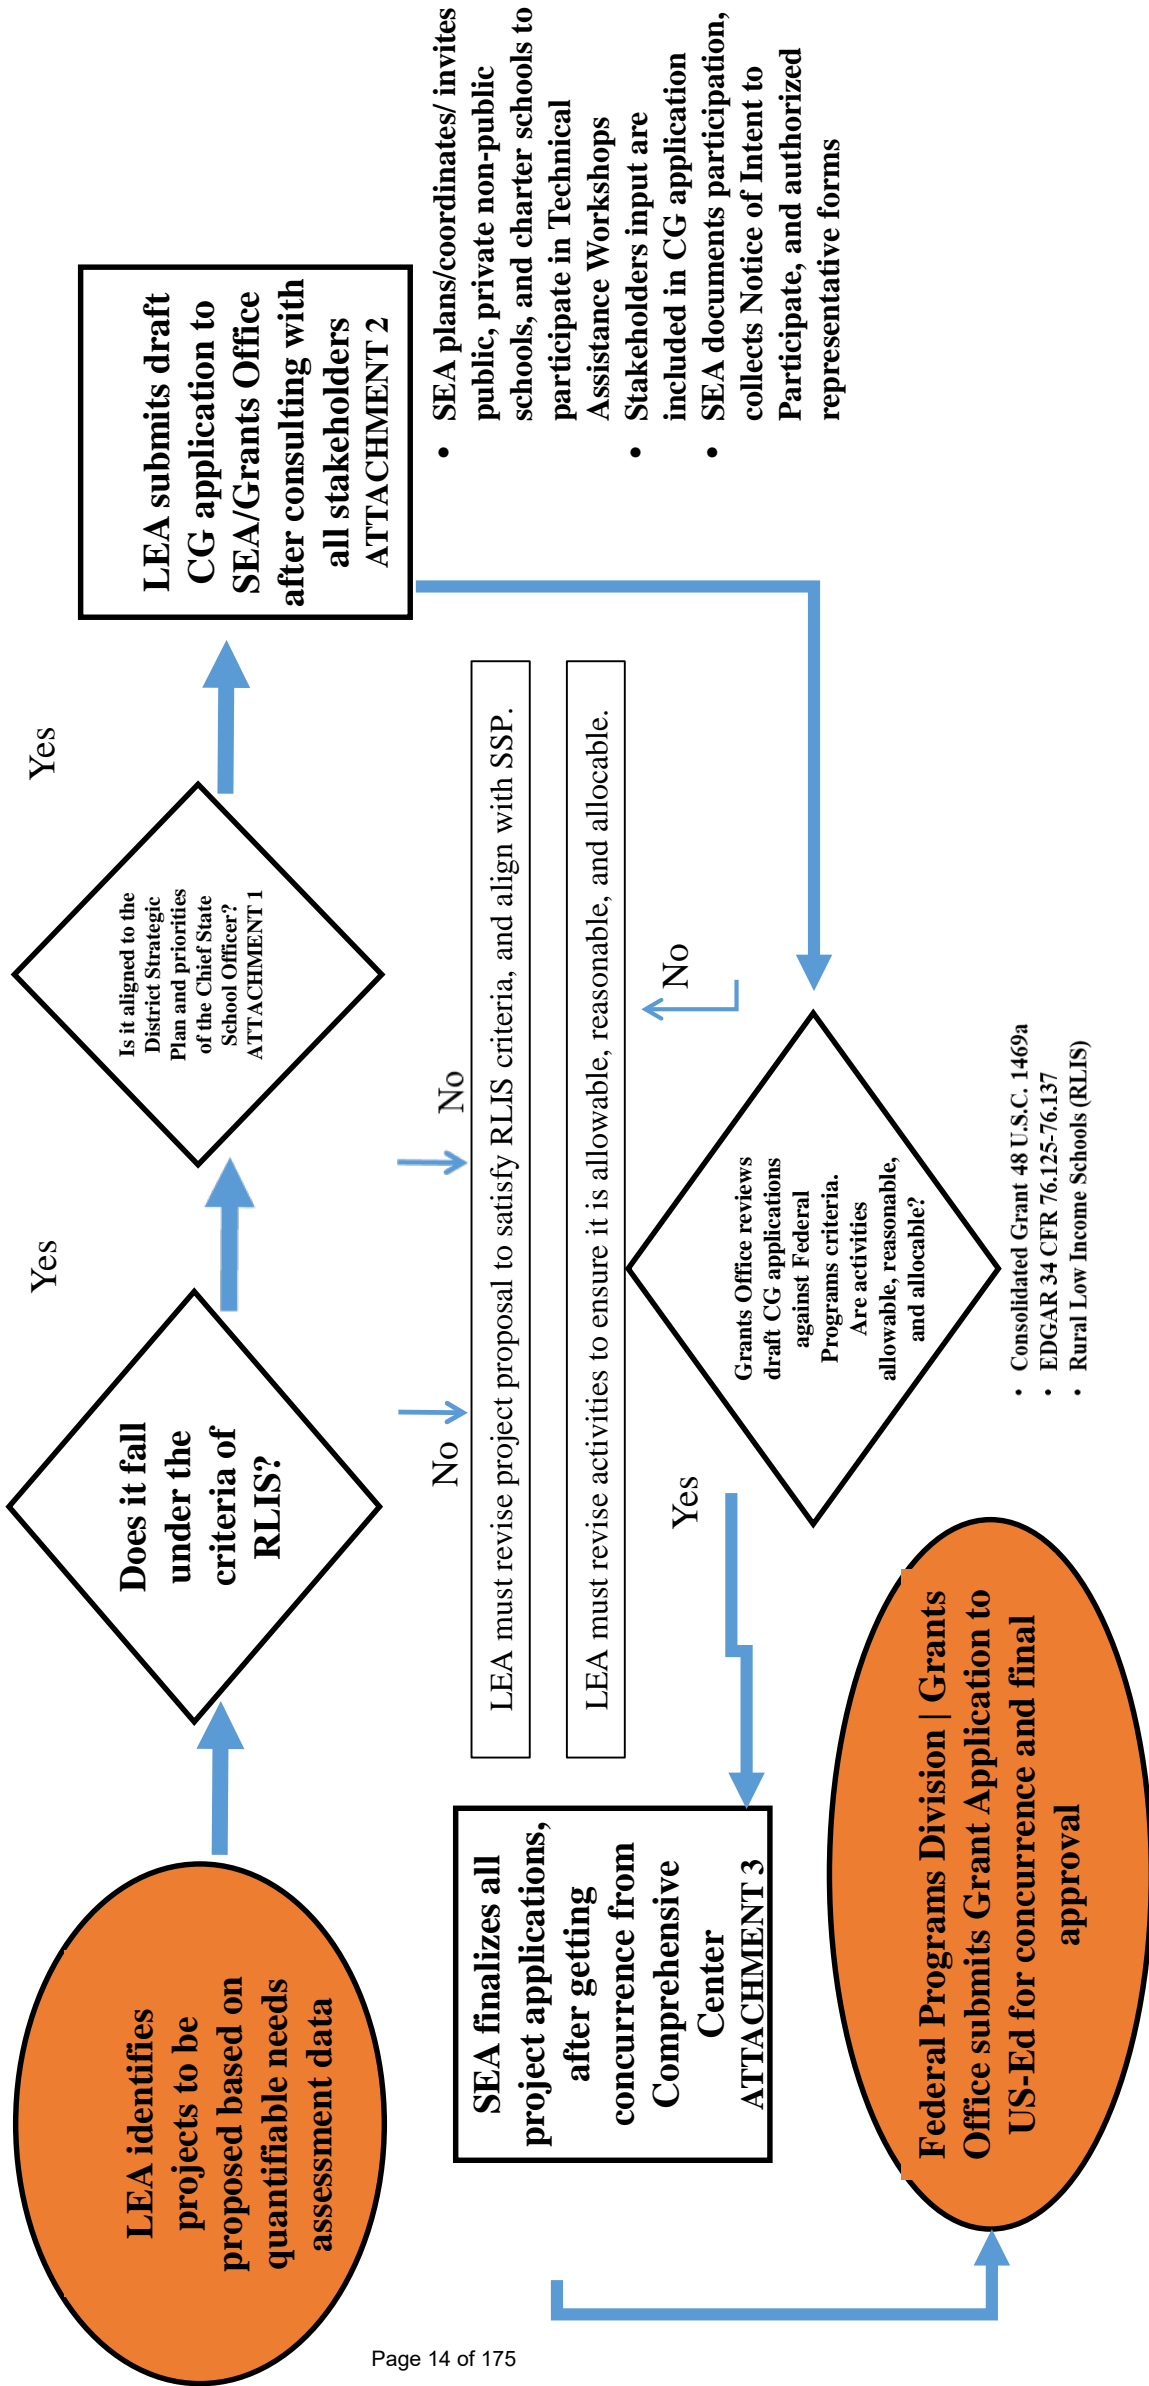 LEA identifies
projects to be
proposed based on
quantifiable needs
assessment data
Does it fall
under the
criteria of
RLIS?
Yes
No
Is it aligned to the
District Strategic
Plan and priorities
of the Chief State
School Officer?
ATTACHMENT 1
Yes
No
LEA submits draft
CG application to
SEA/Grants Office
after consulting with
all stakeholders
ATTACHMENT 2
• SEA plans/coordinates/ invites
public, private non-public
schools, and charter schools to
participate in Technical
Assistance Workshops
• Stakeholders input are
included in CG application
• SEA documents participation,
collects Notice of Intent to
Participate, and authorized
representative forms
LEA must revise project proposal to satisfy RLIS criteria, and align with SSP.
LEA must revise activities to ensure it is allowable, reasonable, and allocable.
No
Grants Office reviews
draft CG applications
against Federal
Programs criteria.
Are activities
allowable, reasonable,
and allocable?
Yes
• Consolidated Grant 48 U.S.C. 1469a
• EDGAR 34 CFR 76.125-76.137
• Rural Low Income Schools (RLIS)
SEA finalizes all
project applications,
after getting
concurrence from
Comprehensive
Center
ATTACHMENT 3
Federal Programs Division | Grants
Office submits Grant Application to
US-Ed for concurrence and final
approval
Page 14 of 175